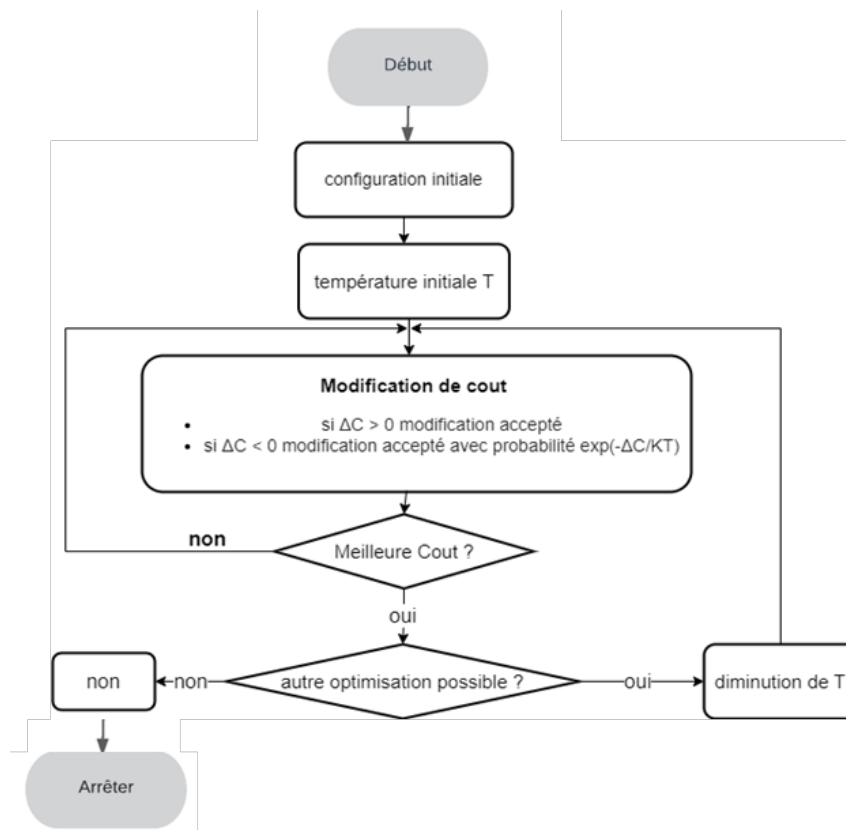 Début
configuration initiale
température initiale T
Modification de cout
si ΔC > 0 modification accepté
si ΔC < 0 modification accepté avec probabilité exp(-ΔC/KT)
non
Meilleure Cout ?
oui
non
non
autre optimisation possible ?
oui
diminution de T
Arrêter